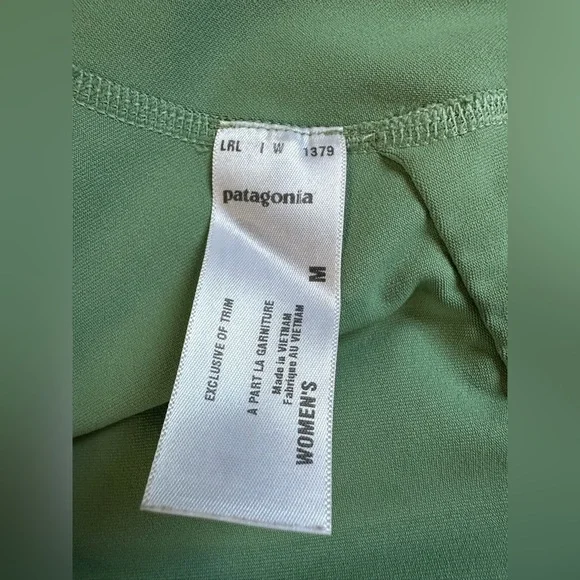 LRL I W 1379
patagonia
M
EXCLUSIVE OF TRIM
A PART LA GARNITURE
Made in VIETNAM
Fabriqué AU VIETNAM
WOMEN'S